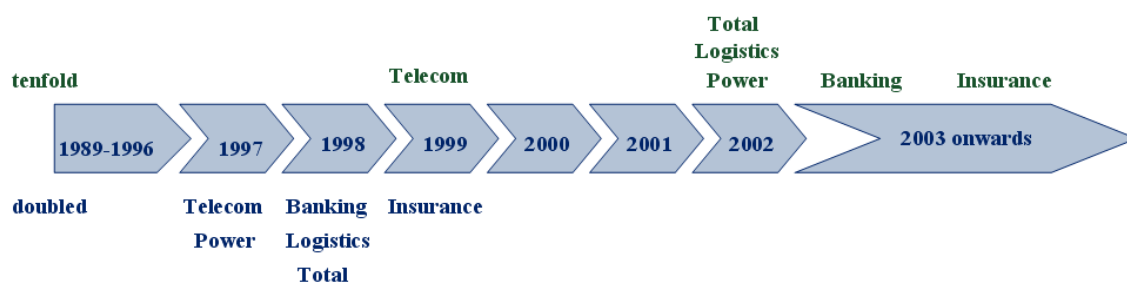 Total
Logistics
tenfold Telecom Power Banking Insurance
1989-1996 1997 1998 1999 2000 2001 2002 2003 onwards
doubled Telecom Banking Insurance
Power Logistics
Total